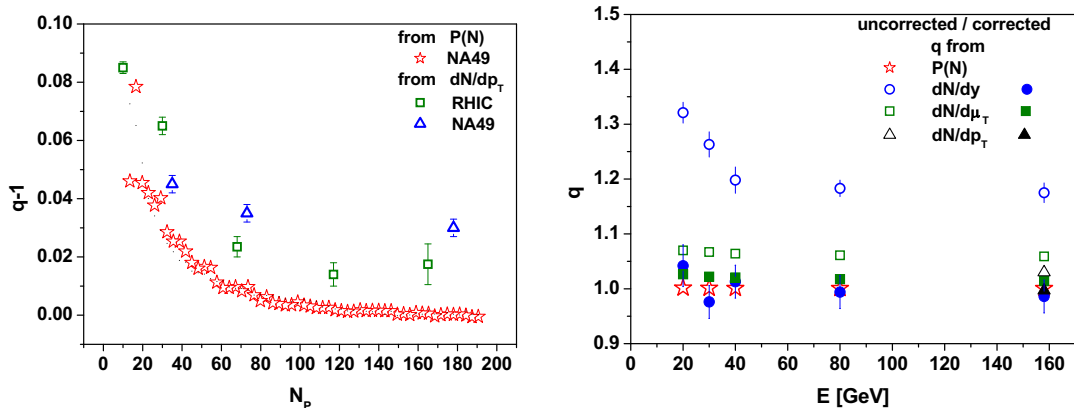 0.10
0.08
0.06
0.04
0.02
0.00
q-1
0 20 40 60 80 100 120 140 160 180 200
N_P
from P(N)
NA49
from dN/dp_T
RHIC
NA49
1.5
1.4
1.3
1.2
1.1
1.0
0.9
q
0 20 40 60 80 100 120 140 160
E [GeV]
uncorrected / corrected
q from
P(N)
dN/dy
dN/dμ_T
dN/dp_T